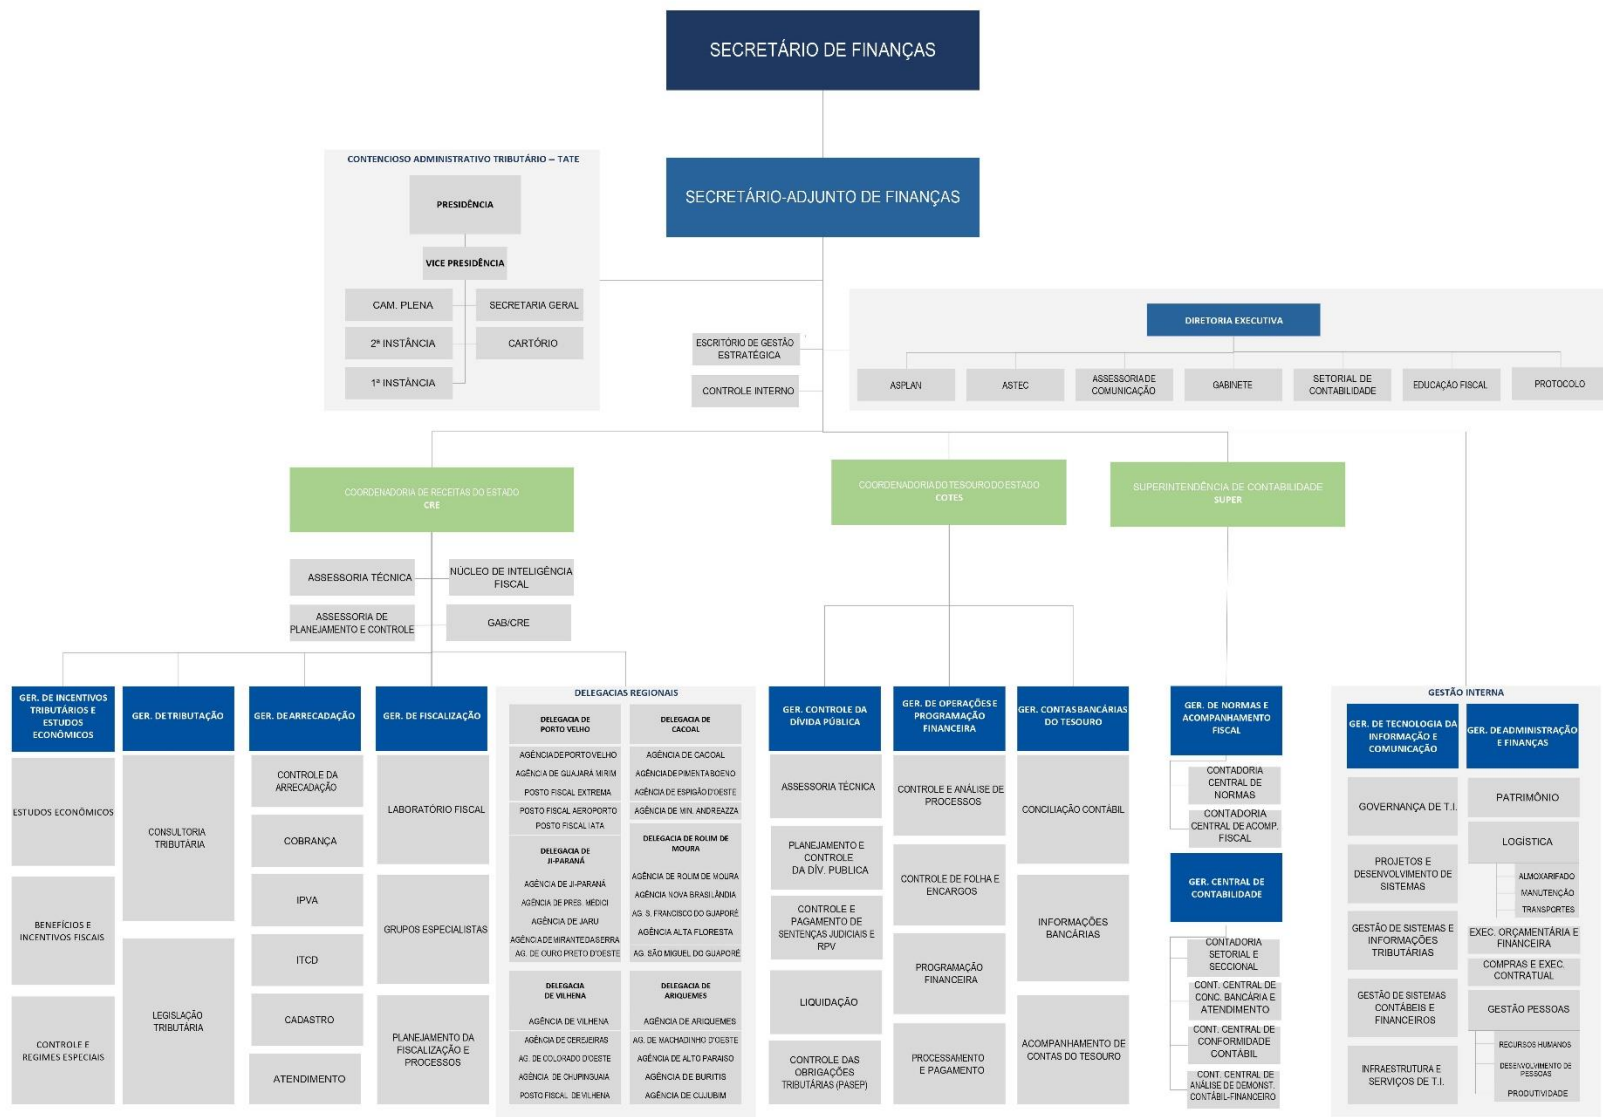 SECRETÁRIO DE FINANÇAS
CONTENCIOSO ADMINISTRATIVO TRIBUTÁRIO – TATE
PRESIDÊNCIA
VICE PRESIDÊNCIA
CAM. PLENA
SECRETARIA GERAL
2ª INSTÂNCIA
CARTÓRIO
1ª INSTÂNCIA
SECRETÁRIO-ADJUNTO DE FINANÇAS
ESCRITÓRIO DE GESTÃO
ESTRATÉGICA
CONTROLE INTERNO
DIRETORIA EXECUTIVA
ASPLAN
ASTEC
ASSESSORIA DE
COMUNICAÇÃO
GABINETE
SETORIAL DE
CONTABILIDADE
EDUCAÇÃO FISCAL
PROTOCOLO
COORDENADORIA DE RECEITAS DO ESTADO
CRE
COORDENADORIA DO TESOURO DO ESTADO
COTES
SUPERINTENDÊNCIA DE CONTABILIDADE
SUPER
ASSESSORIA TÉCNICA
NÚCLEO DE INTELIGÊNCIA
FISCAL
ASSESSORIA DE
PLANEJAMENTO E CONTROLE
GAB/CRE
GER. DE INCENTIVOS
TRIBUTÁRIOS E
ESTUDOS
ECONÔMICOS
ESTUDOS ECONÔMICOS
BENEFÍCIOS E
INCENTIVOS FISCAIS
CONTROLE E
REGIMES ESPECIAIS
GER. DE TRIBUTAÇÃO
CONSULTORIA
TRIBUTÁRIA
LEGISLAÇÃO
TRIBUTÁRIA
GER. DE ARRECADAÇÃO
CONTROLE DA
ARRECADAÇÃO
COBRANÇA
IPVA
ITCD
CADASTRO
ATENDIMENTO
GER. DE FISCALIZAÇÃO
LABORATÓRIO FISCAL
GRUPOS ESPECIALISTAS
PLANEJAMENTO DA
FISCALIZAÇÃO E
PROCESSOS
DELEGACIAS REGIONAIS
DELEGACIA DE
PORTO VELHO
AGÊNCIA DE PORTO VELHO
AGÊNCIA DE GUAJARÁ MIRIM
POSTO FISCAL EXTREMA
POSTO FISCAL AEROPORTO
POSTO FISCAL IATA
DELEGACIA DE
JI-PARANÁ
AGÊNCIA DE JI-PARANÁ
AGÊNCIA DE PRES. MÉDICI
AGÊNCIA DE JARU
AGÊNCIA DE MIRANTE DA SERRA
AG. DE OURO PRETO D'OESTE
DELEGACIA
DE VILHENA
AGÊNCIA DE VILHENA
AGÊNCIA DE CEREJEIRAS
AG. DE COLORADO D'OESTE
AGÊNCIA DE CHUPINGUAIA
POSTO FISCAL DE VILHENA
DELEGACIA DE
CACOAL
AGÊNCIA DE CACOAL
AGÊNCIA DE PIMENTA BOENO
AGÊNCIA DE ESPIGÃO D'OESTE
AGÊNCIA DE MIN. ANDREAZZA
DELEGACIA DE ROLIM DE
MOURA
AGÊNCIA DE ROLIM DE MOURA
AGÊNCIA NOVA BRASILÂNDIA
AG. S. FRANCISCO DO GUAPORÉ
AGÊNCIA ALTA FLORESTA
AG. SÃO MIGUEL DO GUAPORÉ
DELEGACIA DE
ARIQUEMES
AGÊNCIA DE ARIQUEMES
AG. DE MACHADINHO D'OESTE
AGÊNCIA DE ALTO PARAISO
AGÊNCIA DE BURITIS
AGÊNCIA DE CUJUBIM
GER. CONTROLE DA
DÍVIDA PÚBLICA
ASSESSORIA TÉCNICA
PLANEJAMENTO E
CONTROLE
DA DÍV. PUBLICA
CONTROLE E
PAGAMENTO DE
SENTENÇAS JUDICIAIS E
RPV
LIQUIDAÇÃO
CONTROLE DAS
OBRIGAÇÕES
TRIBUTÁRIAS (PASEP)
GER. DE OPERAÇÕES E
PROGRAMAÇÃO
FINANCEIRA
CONTROLE E ANÁLISE DE
PROCESSOS
CONTROLE DE FOLHA E
ENCARGOS
PROGRAMAÇÃO
FINANCEIRA
PROCESSAMENTO
E PAGAMENTO
GER. CONTAS BANCÁRIAS
DO TESOURO
CONCILIAÇÃO CONTÁBIL
INFORMAÇÕES
BANCÁRIAS
ACOMPANHAMENTO DE
CONTAS DO TESOURO
GER. DE NORMAS E
ACOMPANHAMENTO
FISCAL
CONTADORIA
CENTRAL DE
NORMAS
CONTADORIA
CENTRAL DE ACOMP.
FISCAL
GER. CENTRAL DE
CONTABILIDADE
CONTADORIA
SETORIAL E
SECCIONAL
CONT. CENTRAL DE
CONC. BANCÁRIA E
ATENDIMENTO
CONT. CENTRAL DE
CONFORMIDADE
CONTÁBIL
CONT. CENTRAL DE
ANÁLISE DE DEMONST.
CONTÁBIL-FINANCEIRO
GESTÃO INTERNA
GER. DE TECNOLOGIA DA
INFORMAÇÃO E
COMUNICAÇÃO
GOVERNANÇA DE T.I.
PROJETOS E
DESENVOLVIMENTO DE
SISTEMAS
GESTÃO DE SISTEMAS E
INFORMAÇÕES
TRIBUTÁRIAS
GESTÃO DE SISTEMAS
CONTÁBEIS E
FINANCEIROS
INFRAESTRUTURA E
SERVIÇOS DE T.I.
GER. DE ADMINISTRAÇÃO
E FINANÇAS
PATRIMÔNIO
LOGÍSTICA
ALMOXARIFADO
MANUTENÇÃO
TRANSPORTES
EXEC. ORÇAMENTÁRIA E
FINANCEIRA
COMPRAS E EXEC.
CONTRATUAL
GESTÃO PESSOAS
RECURSOS HUMANOS
DESENVOLVIMENTO DE
PESSOAS
PRODUTIVIDADE